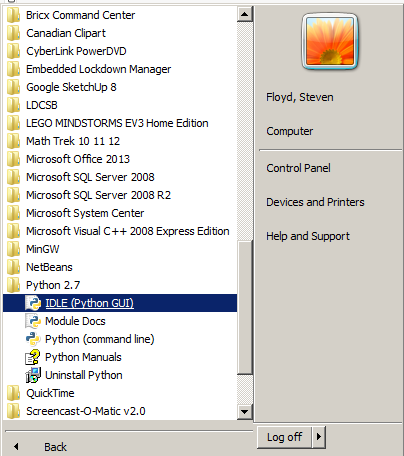 Bricx Command Center
Canadian Clipart
CyberLink PowerDVD
Embedded Lockdown Manager
Google SketchUp 8
LDCSB
LEGO MINDSTORMS EV3 Home Edition
Math Trek 10 11 12
Microsoft Office 2013
Microsoft SQL Server 2008
Microsoft SQL Server 2008 R2
Microsoft System Center
Microsoft Visual C++ 2008 Express Edition
MinGW
NetBeans
Python 2.7
IDLE (Python GUI)
Module Docs
Python (command line)
Python Manuals
Uninstall Python
QuickTime
Screencast-O-Matic v2.0
Back
Floyd, Steven
Computer
Control Panel
Devices and Printers
Help and Support
Log off